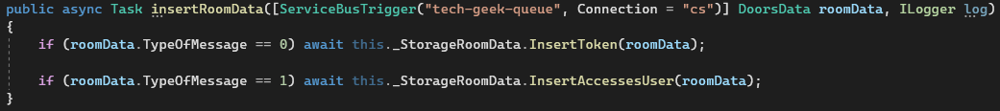 public async Task insertRoomData([ServiceBusTrigger("tech-geek-queue", Connection = "cs")] DoorsData roomData, ILogger log)
{
    if (roomData.TypeOfMessage == 0) await this._StorageRoomData.InsertToken(roomData);
    if (roomData.TypeOfMessage == 1) await this._StorageRoomData.InsertAccessesUser(roomData);
}